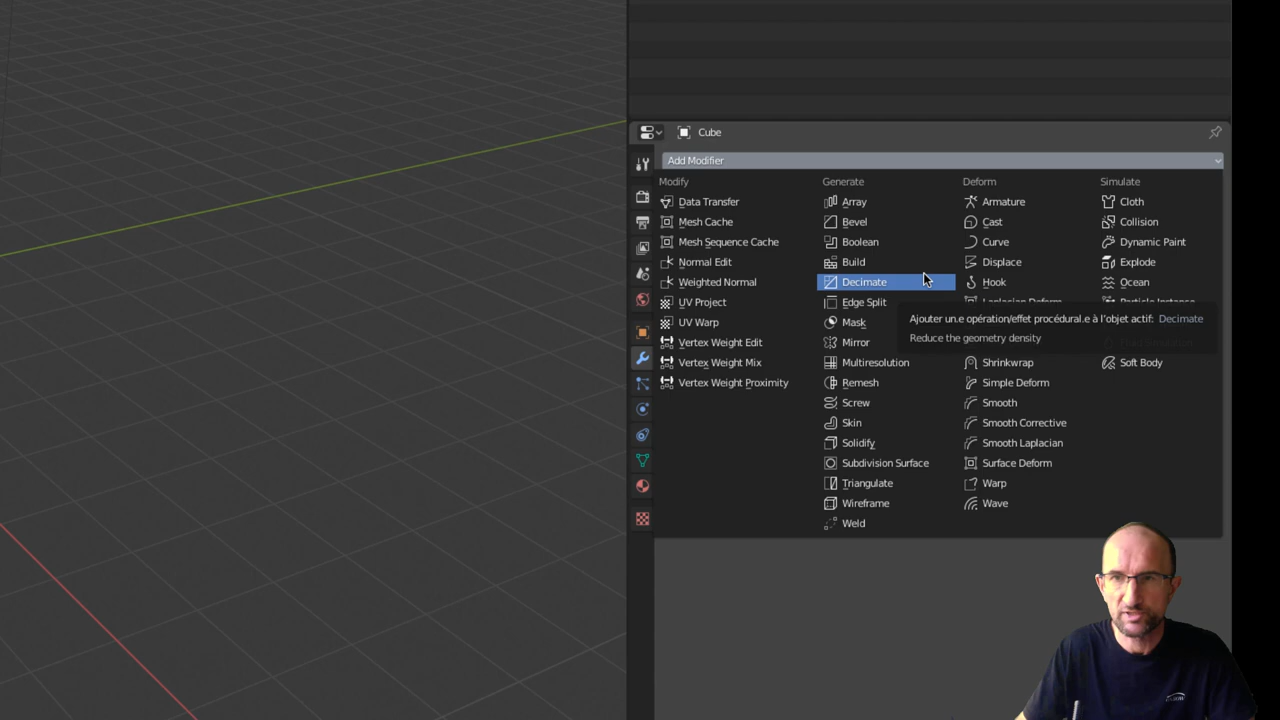 Cube
Add Modifier
Modify
Data Transfer
Mesh Cache
Mesh Sequence Cache
Normal Edit
Weighted Normal
UV Project
UV Warp
Vertex Weight Edit
Vertex Weight Mix
Vertex Weight Proximity
Generate
Array
Bevel
Boolean
Build
Decimate
Edge Split
Mask
Mirror
Multiresolution
Remesh
Screw
Skin
Solidify
Subdivision Surface
Triangulate
Wireframe
Weld
Deform
Armature
Cast
Curve
Displace
Hook
Laplacian Deform
Shrinkwrap
Simple Deform
Smooth
Smooth Corrective
Smooth Laplacian
Surface Deform
Warp
Wave
Simulate
Cloth
Collision
Dynamic Paint
Explode
Ocean
Particle Instance
Soft Body
Ajouter un.e opération/effet procédural.e à l'objet actif: Decimate
Reduce the geometry density